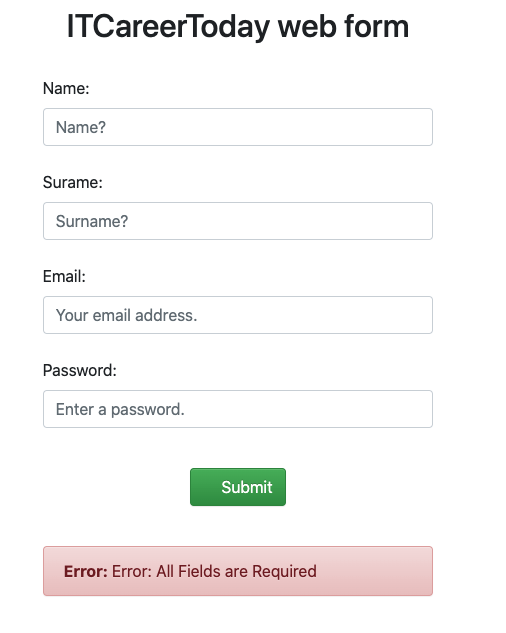 ITCareerToday web form
Name:
Name?
Surame:
Surname?
Email:
Your email address.
Password:
Enter a password.
Submit
Error: Error: All Fields are Required